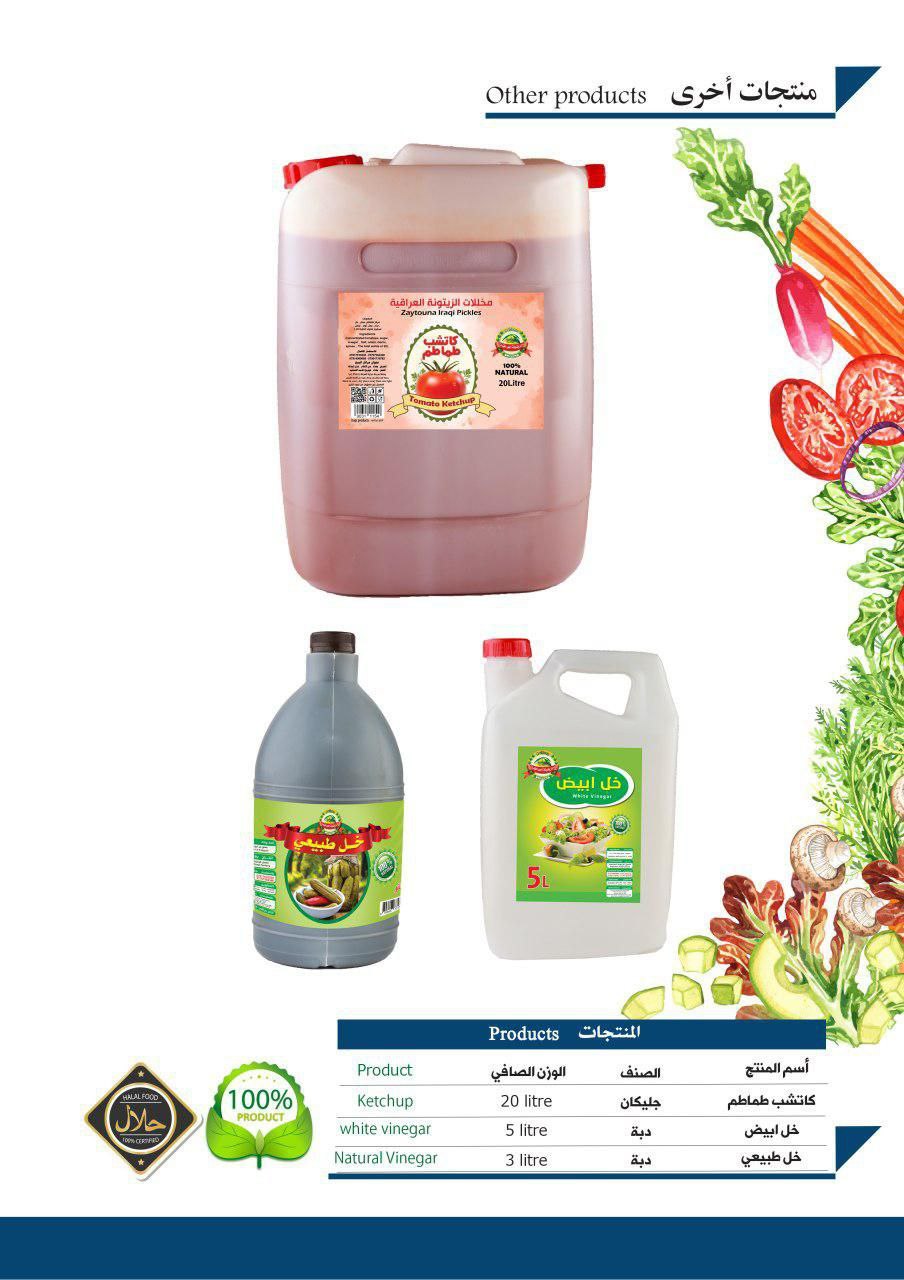 منتجات أخرى Other products
مخللات الزيتونة العراقية
Zaytouna Iraqi Pickles
كاتشب
طماطم
Tomato Ketchup
100%
NATURAL
20Litre
خل طبيعي
خل ابيض
White Vinegar
5L
المنتجات Products
أسم المنتج الصنف الوزن الصافي Product
كاتشب طماطم جليكان 20 litre Ketchup
خل ابيض دبة 5 litre white vinegar
خل طبيعي دبة 3 litre Natural Vinegar
HALAL FOOD
حلال
100% CERTIFIED
100%
PRODUCT